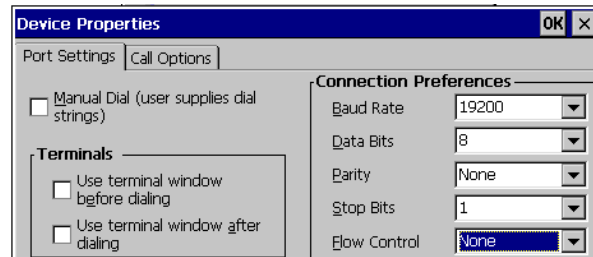 Device Properties OK ×
Port Settings Call Options
Manual Dial (user supplies dial
strings)
Terminals
Use terminal window
before dialing
Use terminal window after
dialing
Connection Preferences
Baud Rate 19200
Data Bits 8
Parity None
Stop Bits 1
Flow Control None